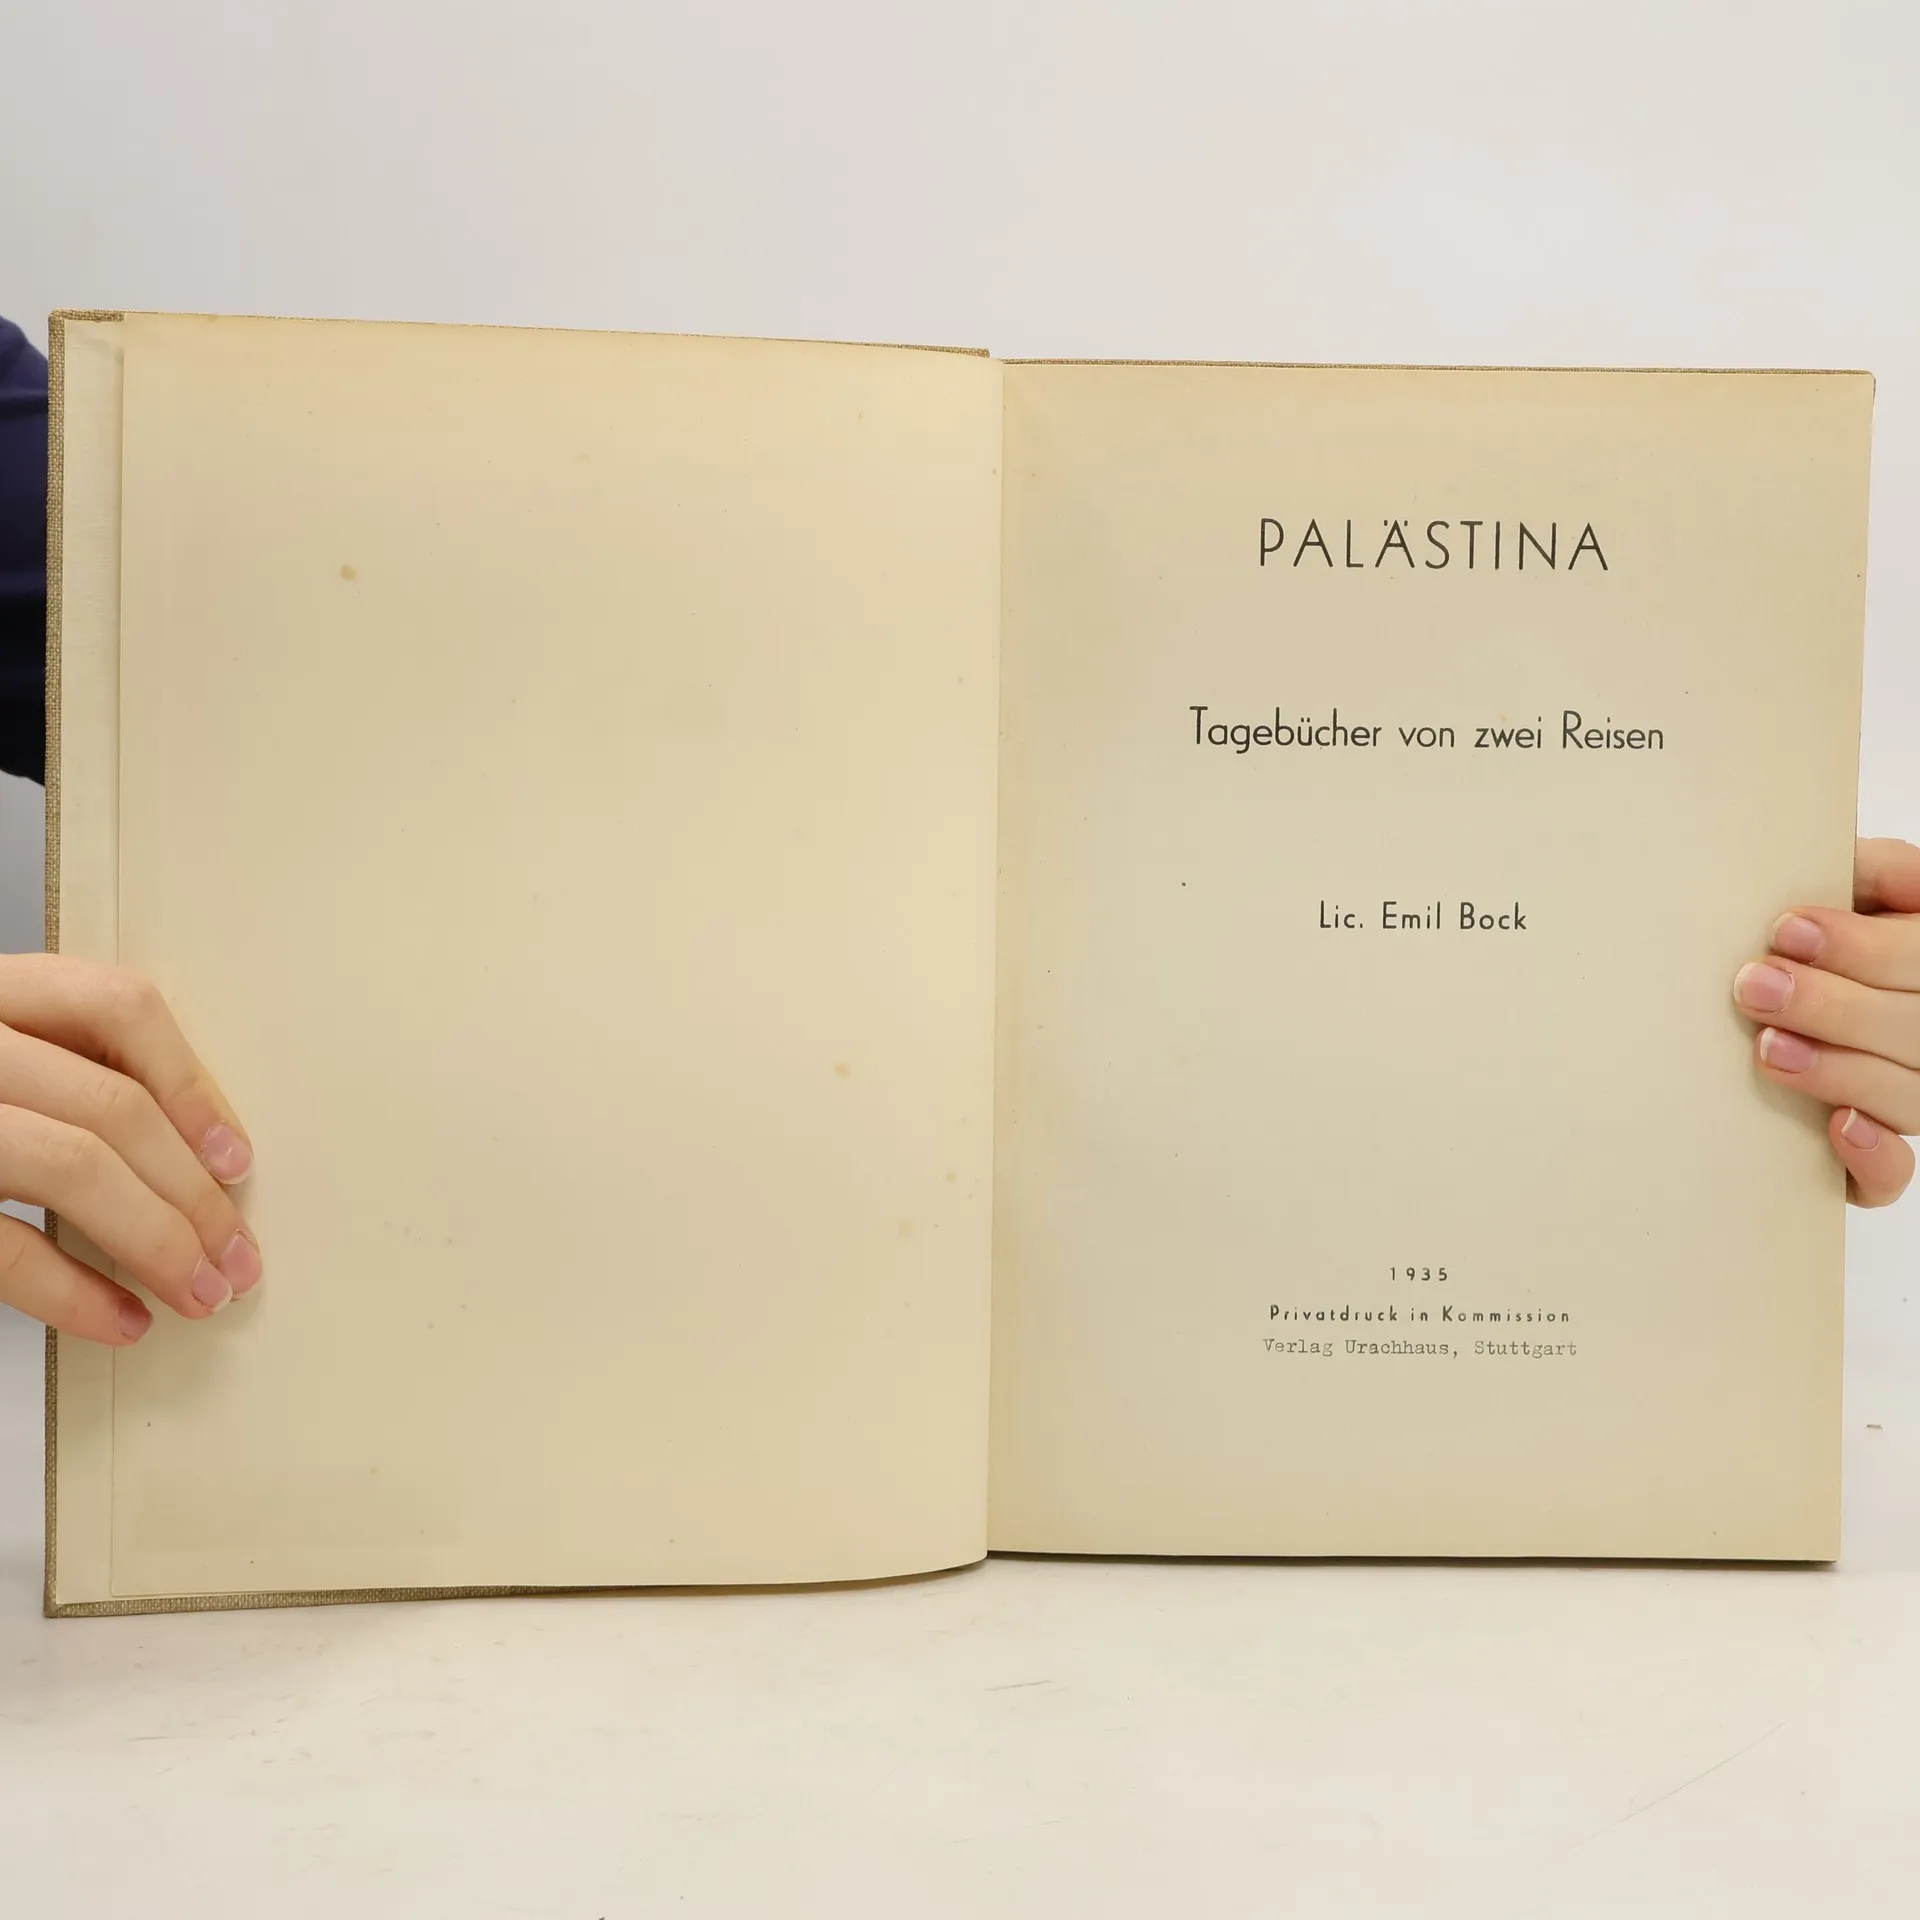 PALÄSTINA
Tagebücher von zwei Reisen
Lic. Emil Bock
1935
Privatdruck in Kommission
Verlag Urachhaus, Stuttgart